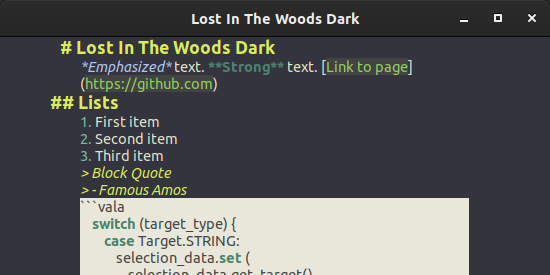 Lost In The Woods Dark
# Lost In The Woods Dark
*Emphasized* text. **Strong** text. [Link to page]
(https://github.com)
## Lists
1. First item
2. Second item
3. Third item
> Block Quote
> - Famous Amos
```vala
switch (target_type) {
case Target.STRING:
selection_data.set (
selection_data.get_target()